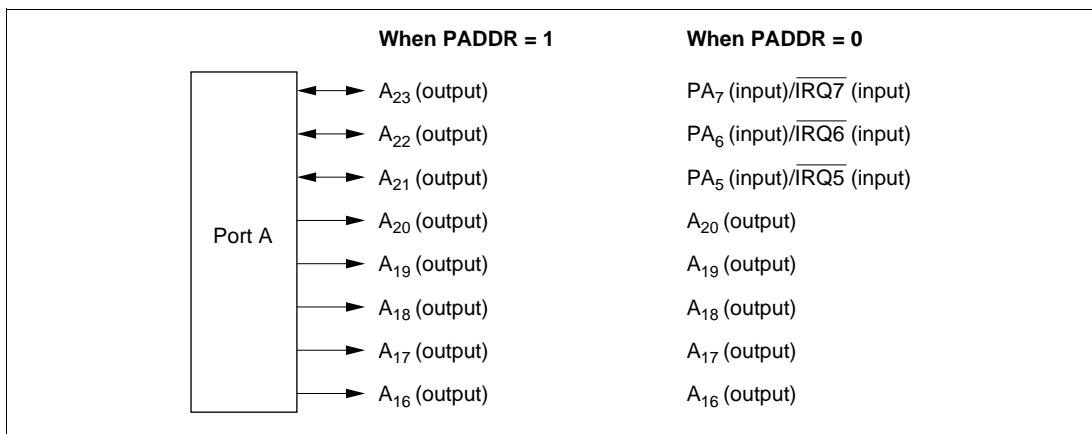 When PADDR = 1 When PADDR = 0
A23 (output) PA7 (input)/IRQ7 (input)
A22 (output) PA6 (input)/IRQ6 (input)
A21 (output) PA5 (input)/IRQ5 (input)
A20 (output) A20 (output)
Port A
A19 (output) A19 (output)
A18 (output) A18 (output)
A17 (output) A17 (output)
A16 (output) A16 (output)